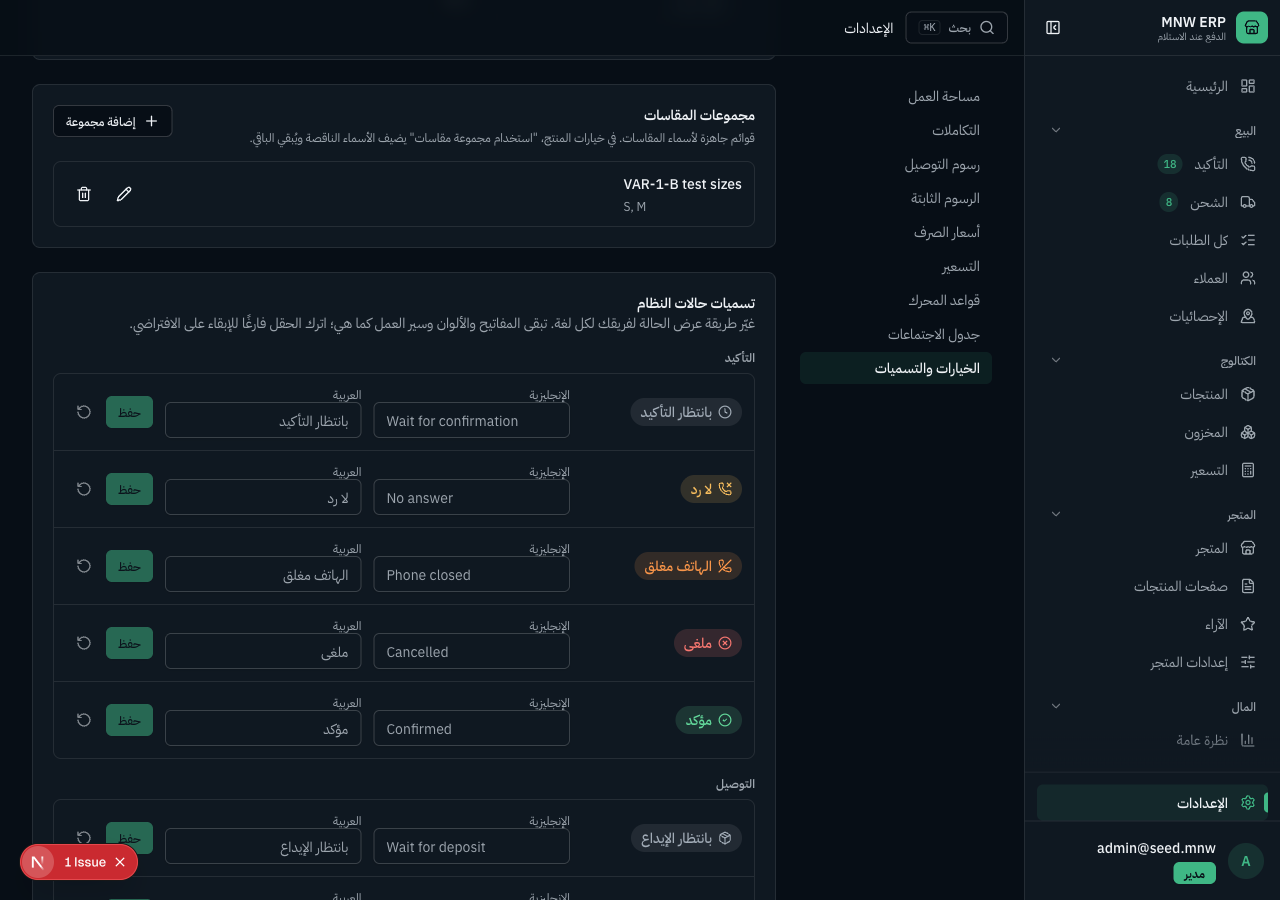 MNW ERP
الدفع عند الاستلام
بحث
⌘K
الإعدادات
الرئيسية
البيع
التأكيد
18
الشحن
8
كل الطلبات
العملاء
الإحصائيات
الكتالوج
المنتجات
المخزون
التسعير
المتجر
المتجر
صفحات المنتجات
الآراء
إعدادات المتجر
المال
نظرة عامة
الإعدادات
admin@seed.mnw
مدير
A
مساحة العمل
التكاملات
رسوم التوصيل
الرسوم الثابتة
أسعار الصرف
التسعير
قواعد المحرك
جدول الاجتماعات
الخيارات والتسميات
مجموعات المقاسات
قوائم جاهزة لأسماء المقاسات. في خيارات المنتج، "استخدام مجموعة مقاسات" يضيف الأسماء الناقصة ويُبقي الباقي.
إضافة مجموعة
VAR-1-B test sizes
S, M
تسميات حالات النظام
غيّر طريقة عرض الحالة لفريقك لكل لغة. تبقى المفاتيح والألوان وسير العمل كما هي؛ اترك الحقل فارغًا للإبقاء على الافتراضي.
التأكيد
بانتظار التأكيد
الإنجليزية
Wait for confirmation
العربية
بانتظار التأكيد
حفظ
لا رد
الإنجليزية
No answer
العربية
لا رد
حفظ
الهاتف مغلق
الإنجليزية
Phone closed
العربية
الهاتف مغلق
حفظ
ملغى
الإنجليزية
Cancelled
العربية
ملغى
حفظ
مؤكد
الإنجليزية
Confirmed
العربية
مؤكد
حفظ
التوصيل
بانتظار الإيداع
الإنجليزية
Wait for deposit
العربية
بانتظار الإيداع
حفظ
الإنجليزية
العربية
N
1 Issue